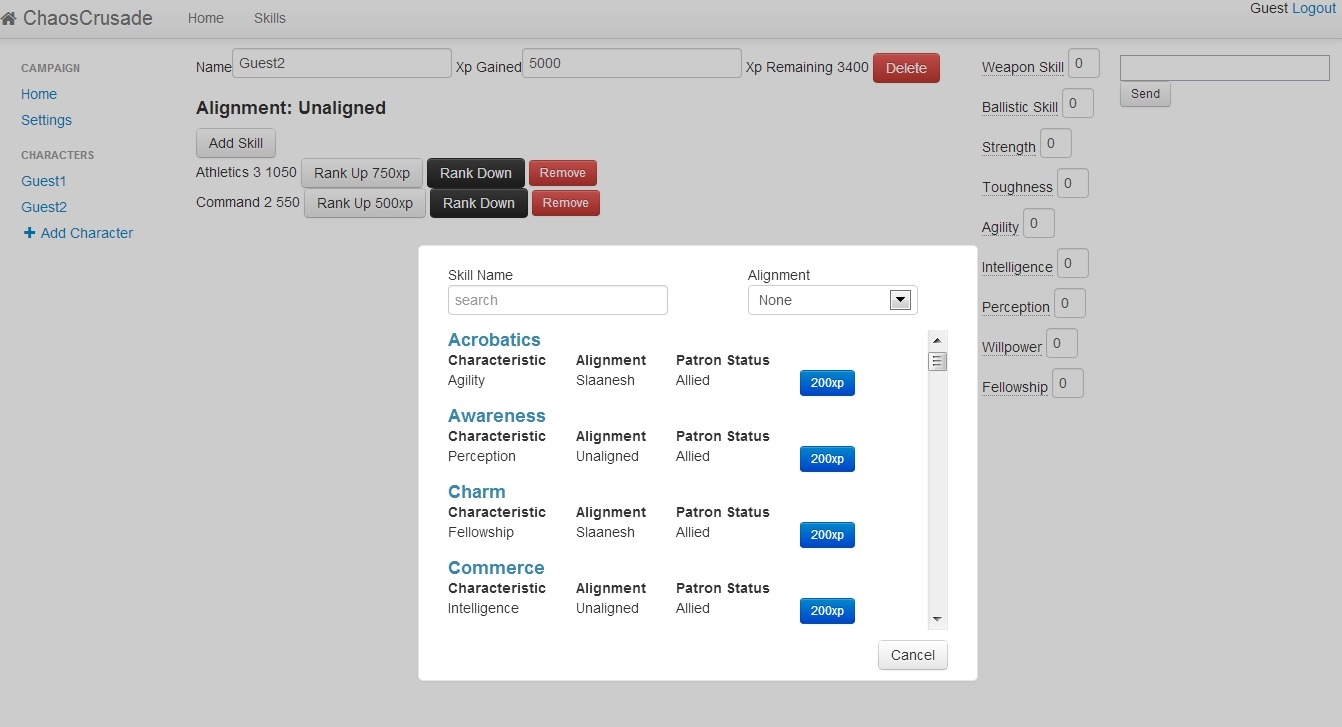 ChaosCrusade Home Skills Guest Logout
CAMPAIGN
Home
Settings
CHARACTERS
Guest1
Guest2
Add Character
Name Guest2 Xp Gained 5000 Xp Remaining 3400 Delete
Alignment: Unaligned
Add Skill
Athletics 3 1050 Rank Up 750xp Rank Down Remove
Command 2 550 Rank Up 500xp Rank Down Remove
Skill Name Alignment
search None
Acrobatics
Characteristic Alignment Patron Status
Agility Slaanesh Allied 200xp
Awareness
Characteristic Alignment Patron Status
Perception Unaligned Allied 200xp
Charm
Characteristic Alignment Patron Status
Fellowship Slaanesh Allied 200xp
Commerce
Characteristic Alignment Patron Status
Intelligence Unaligned Allied 200xp
Cancel
Weapon Skill 0
Ballistic Skill 0
Strength 0
Toughness 0
Agility 0
Intelligence 0
Perception 0
Willpower 0
Fellowship 0
Send